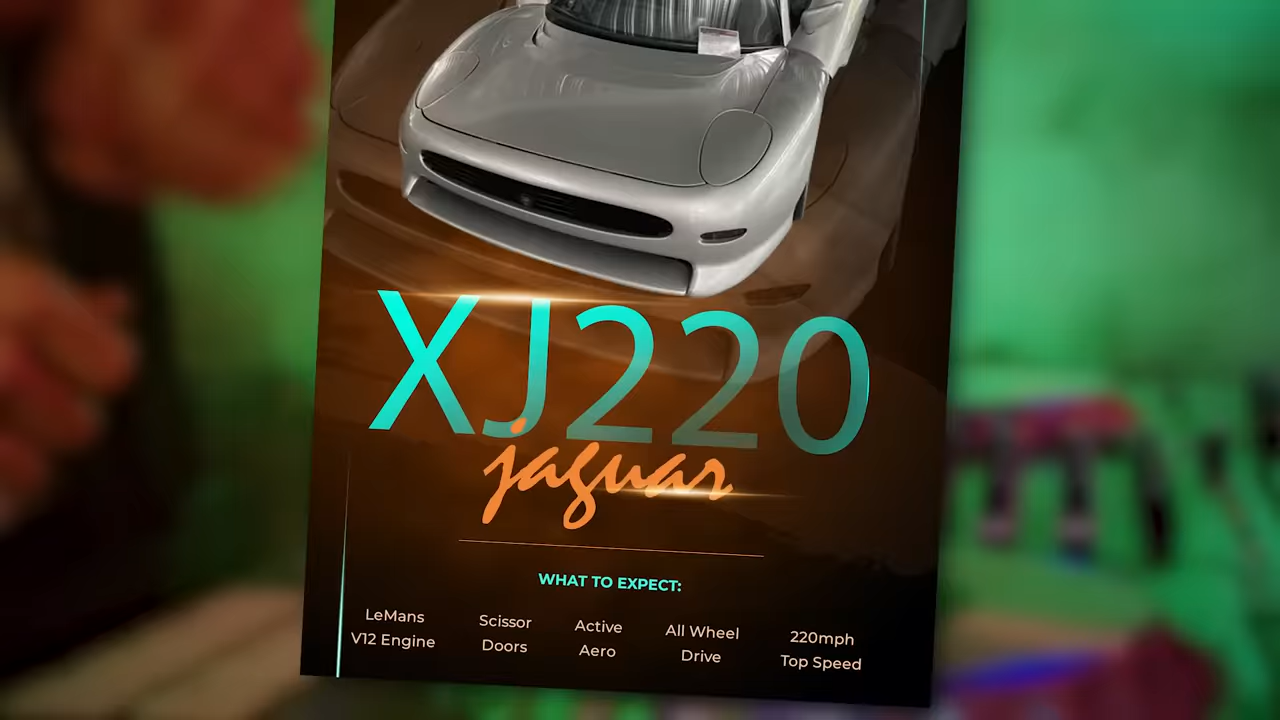 XJ220
jaguar
WHAT TO EXPECT:
LeMans V12 Engine
Scissor Doors
Active Aero
All Wheel Drive
220mph Top Speed